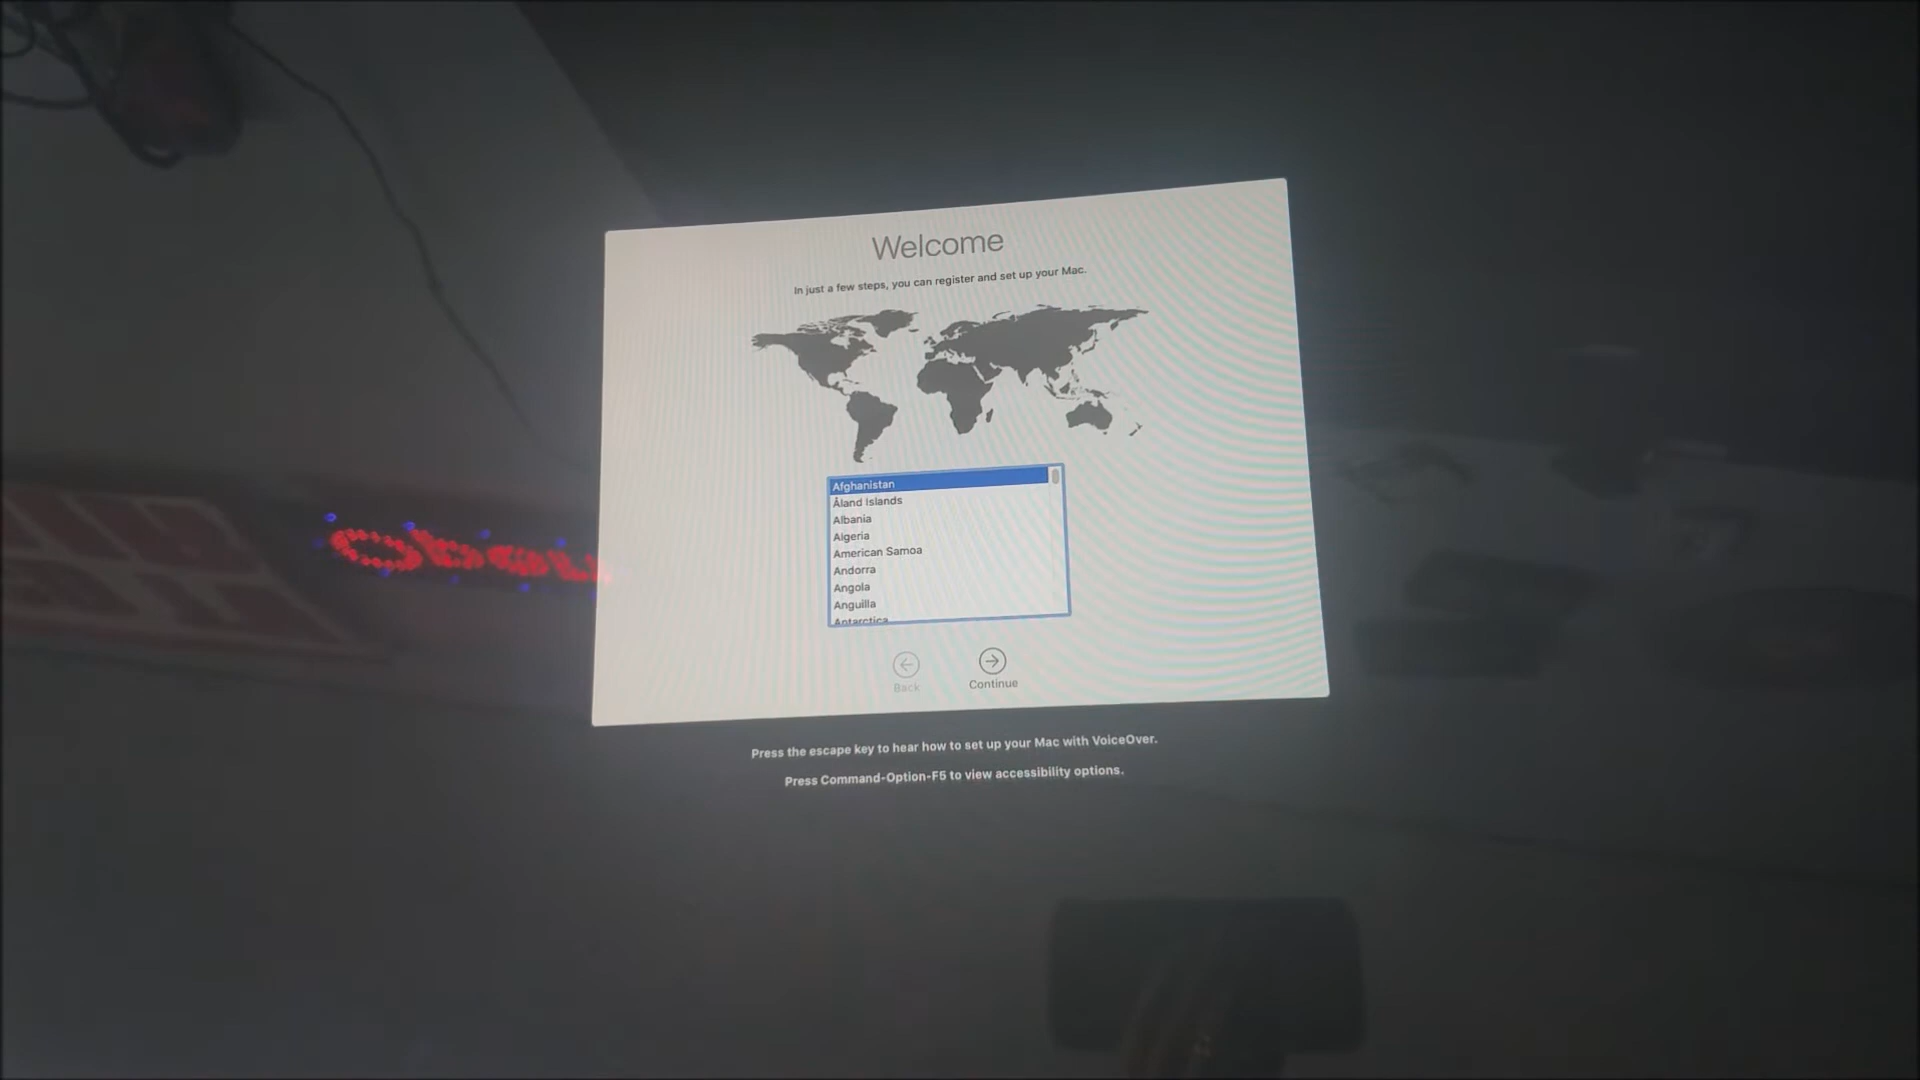 Welcome
In just a few steps, you can register and set up your Mac.
Afghanistan
Åland Islands
Albania
Algeria
American Samoa
Andorra
Angola
Anguilla
Antarctica
Back
Continue
Press the escape key to hear how to set up your Mac with VoiceOver.
Press Command-Option-F5 to view accessibility options.